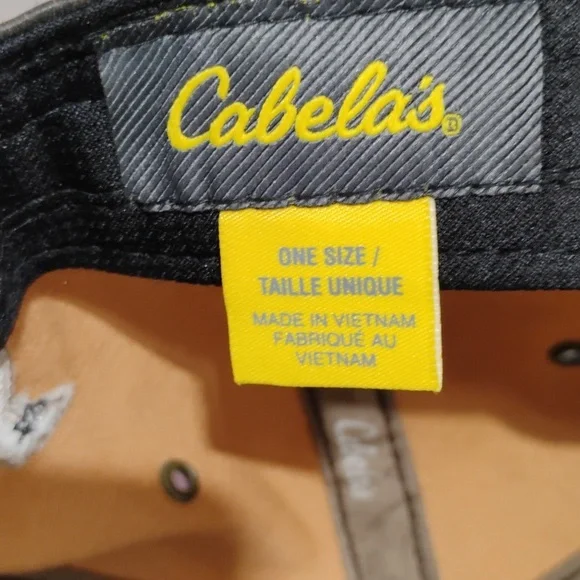 Cabela's®
ONE SIZE /
TAILLE UNIQUE
MADE IN VIETNAM
FABRIQUÉ AU
VIETNAM